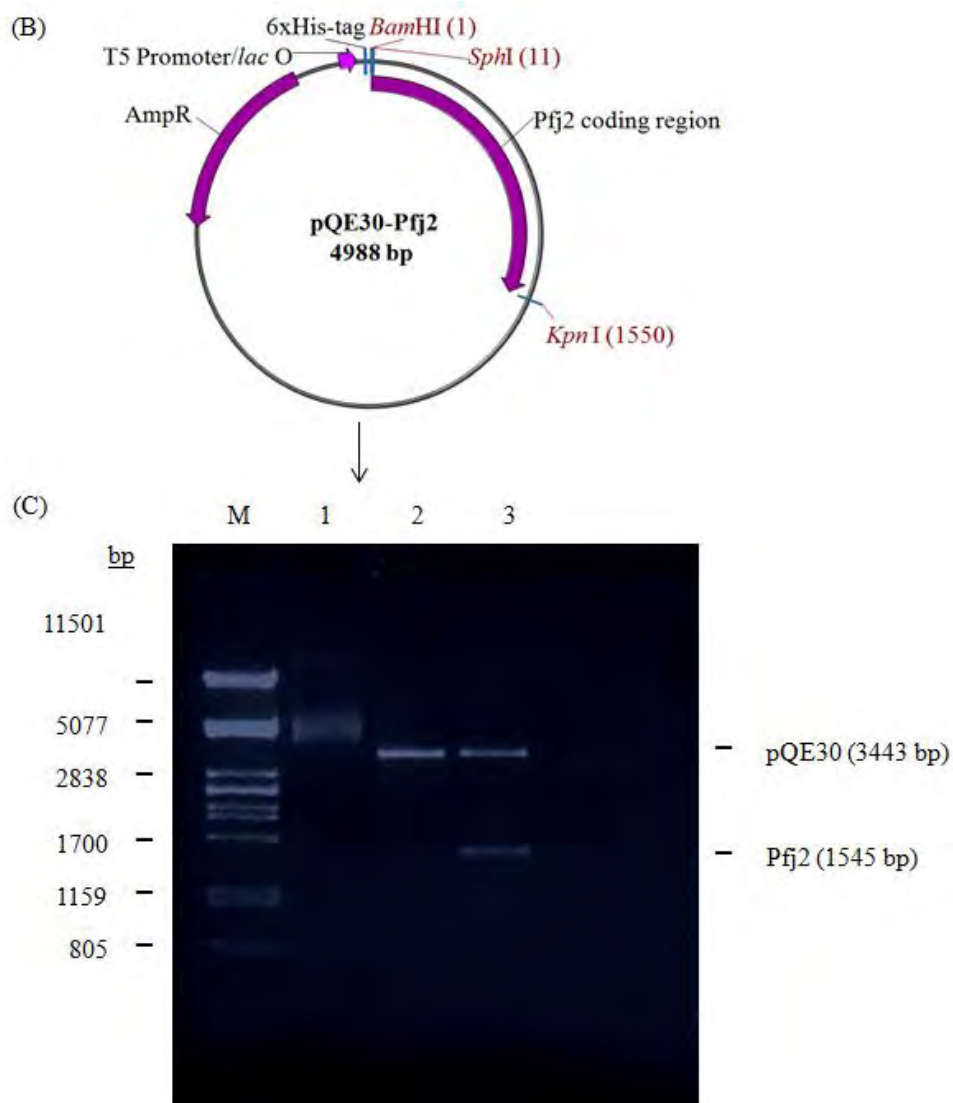 (B)
6xHis-tag BamHI (1)
T5 Promoter/lac O
SphI (11)
AmpR
Pfj2 coding region
pQE30-Pfj2
4988 bp
KpnI (1550)
(C)
M 1 2 3
bp
11501
5077
2838
1700
1159
805
pQE30 (3443 bp)
Pfj2 (1545 bp)